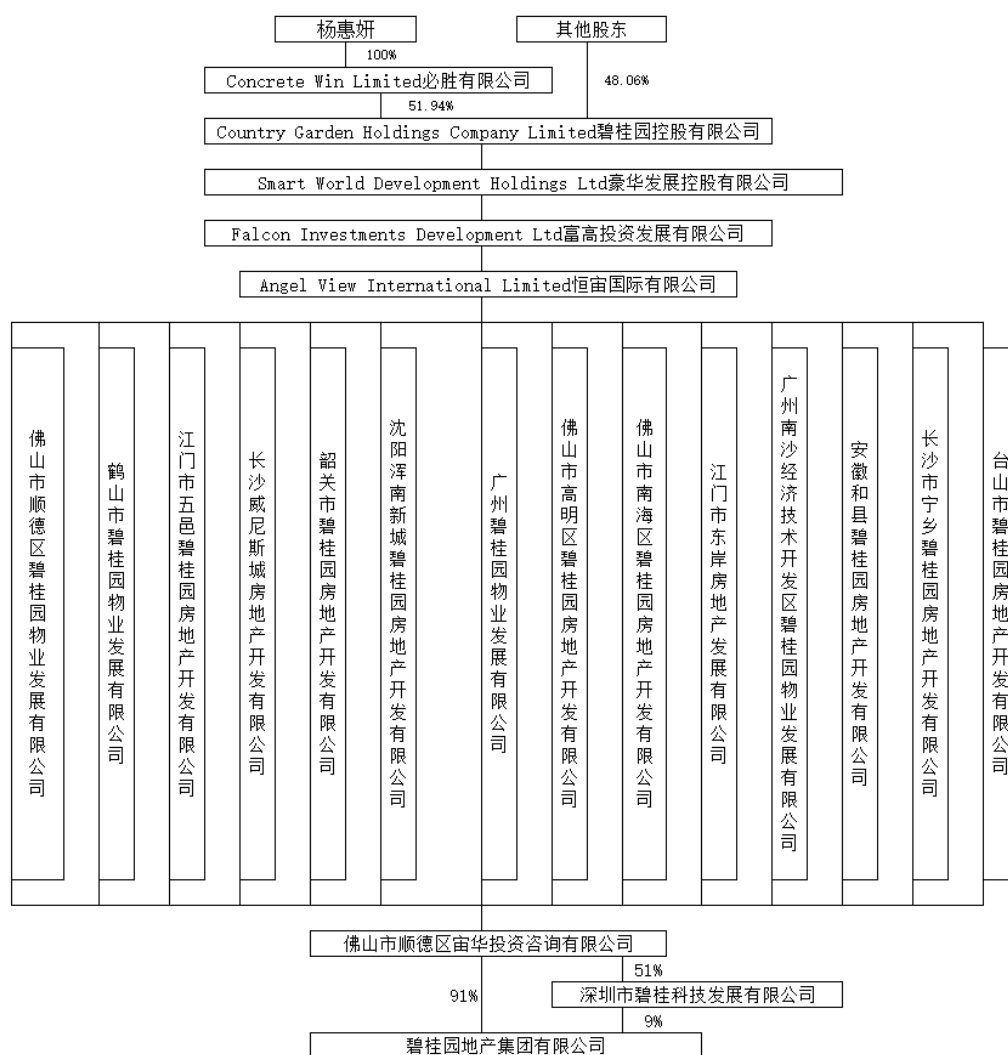 杨惠妍
其他股东
100%
Concrete Win Limited必胜有限公司
48.06%
51.94%
Country Garden Holdings Company Limited碧桂园控股有限公司
Smart World Development Holdings Ltd豪华发展控股有限公司
Falcon Investments Development Ltd富高投资发展有限公司
Angel View International Limited恒宙国际有限公司
佛山市顺德区碧桂园物业发展有限公司
鹤山市碧桂园物业发展有限公司
江门市五邑碧桂园房地产开发有限公司
长沙威尼斯城房地产开发有限公司
韶关市碧桂园房地产开发有限公司
沈阳浑南新城碧桂园房地产开发有限公司
广州碧桂园物业发展有限公司
佛山市高明区碧桂园房地产开发有限公司
佛山市南海区碧桂园房地产开发有限公司
江门市东岸房地产发展有限公司
广州南沙经济技术开发区碧桂园物业发展有限公司
安徽和县碧桂园房地产开发有限公司
长沙市宁乡碧桂园房地产开发有限公司
台山市碧桂园房地产开发有限公司
佛山市顺德区宙华投资咨询有限公司
51%
91%
深圳市碧桂科技发展有限公司
9%
碧桂园地产集团有限公司